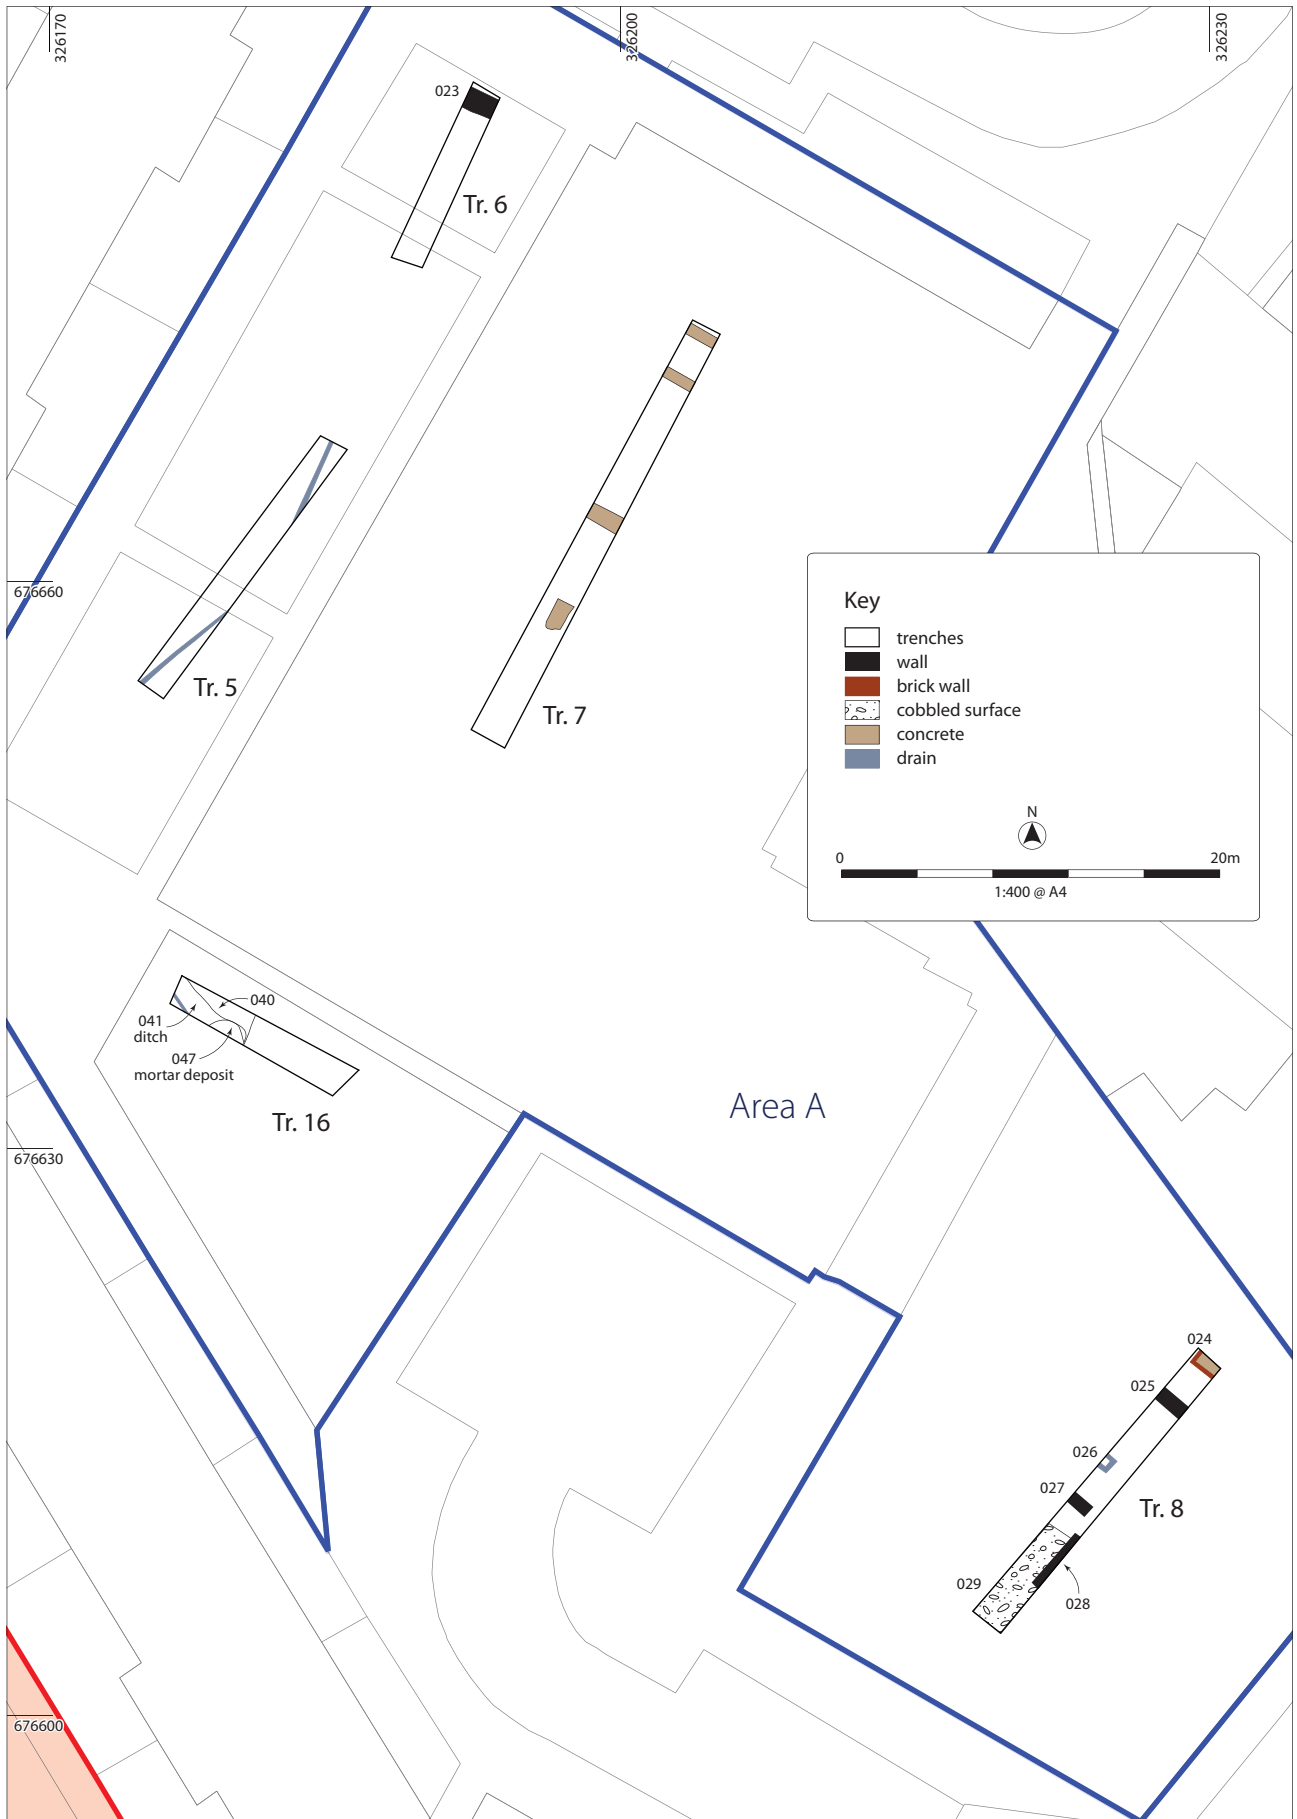 326170
326200
326230
023
Tr. 6
676660
Tr. 5
Tr. 7
Key
trenches
wall
brick wall
cobbled surface
concrete
drain
N
0
20m
1:400 @ A4
040
041
ditch
047
mortar deposit
Tr. 16
Area A
676630
024
025
026
027
Tr. 8
029
028
676600